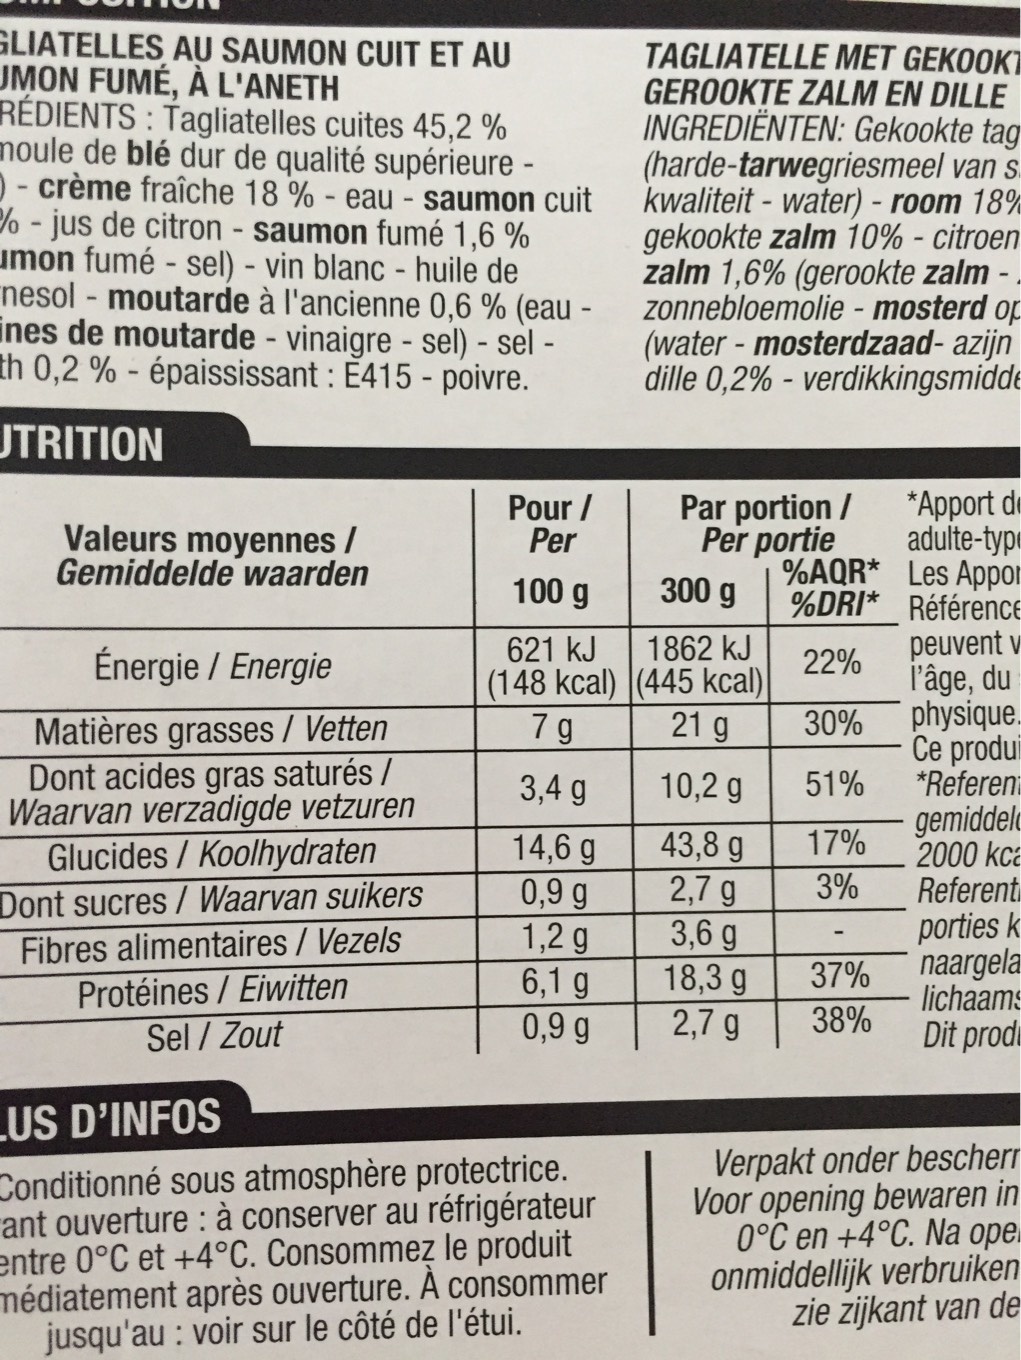 GLIATELLES AU SAUMON CUIT ET AU
UMON FUMÉ, À L'ANETH
RÉDIENTS : Tagliatelles cuites 45,2 %
moule de blé dur de qualité supérieure -
) - crème fraîche 18 % - eau - saumon cuit
% - jus de citron - saumon fumé 1,6 %
umon fumé - sel) - vin blanc - huile de
rnesol - moutarde à l'ancienne 0,6 % (eau -
ines de moutarde - vinaigre - sel) - sel -
th 0,2 % - épaississant : E415 - poivre.
TAGLIATELLE MET GEKOOKT
GEROOKTE ZALM EN DILLE
INGREDIËNTEN: Gekookte tag
(harde-tarwegriesmeel van s
kwaliteit - water) - room 18%
gekookte zalm 10% - citroen
zalm 1,6% (gerookte zalm -
zonnebloemolie - mosterd op
(water - mosterdzaad- azijn
dille 0,2% - verdikkingsmidde
UTRITION
Valeurs moyennes / Gemiddelde waarden
Pour / Per 100 g
Par portion / Per portie
300 g %AQR* %DRI*
Énergie / Energie 621 kJ (148 kcal) 1862 kJ (445 kcal) 22%
Matières grasses / Vetten 7 g 21 g 30%
Dont acides gras saturés / Waarvan verzadigde vetzuren 3,4 g 10,2 g 51%
Glucides / Koolhydraten 14,6 g 43,8 g 17%
Dont sucres / Waarvan suikers 0,9 g 2,7 g 3%
Fibres alimentaires / Vezels 1,2 g 3,6 g -
Protéines / Eiwitten 6,1 g 18,3 g 37%
Sel / Zout 0,9 g 2,7 g 38%
*Apport de
adulte-type
Les Appor
Référence
peuvent v
l'âge, du
physique.
Ce produi
*Referent
gemiddeld
2000 kca
Referenti
porties k
naargela
lichaams
Dit produ
LUS D'INFOS
Conditionné sous atmosphère protectrice.
ant ouverture : à conserver au réfrigérateur
entre 0°C et +4°C. Consommez le produit
médiatement après ouverture. À consommer
jusqu'au : voir sur le côté de l'étui.
Verpakt onder bescherm
Voor opening bewaren in
0°C en +4°C. Na ope
onmiddellijk verbruiken
zie zijkant van de